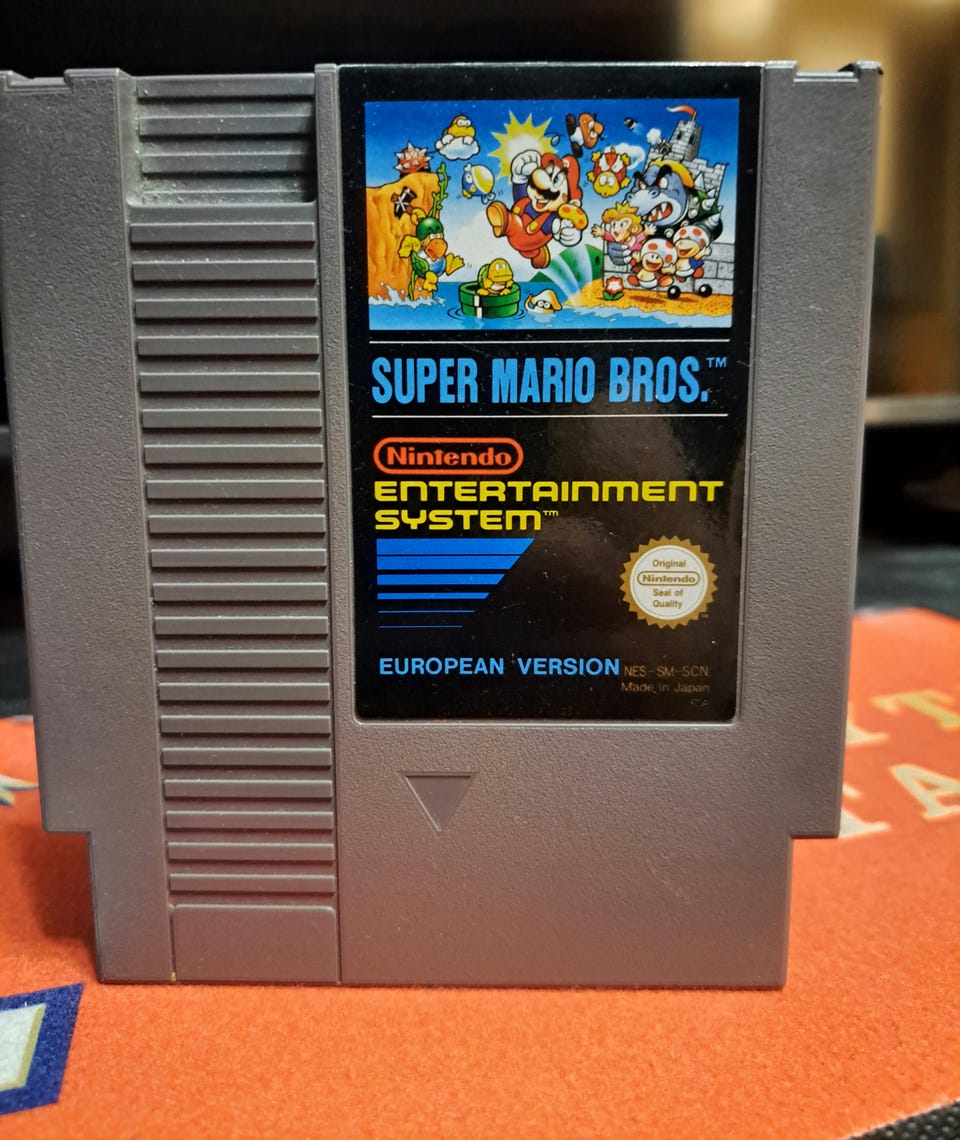 SUPER MARIO BROS.™
Nintendo
ENTERTAINMENT
SYSTEM™
Original
Nintendo
Seal of
Quality
EUROPEAN VERSION
NES-SM-SCN
Made in Japan